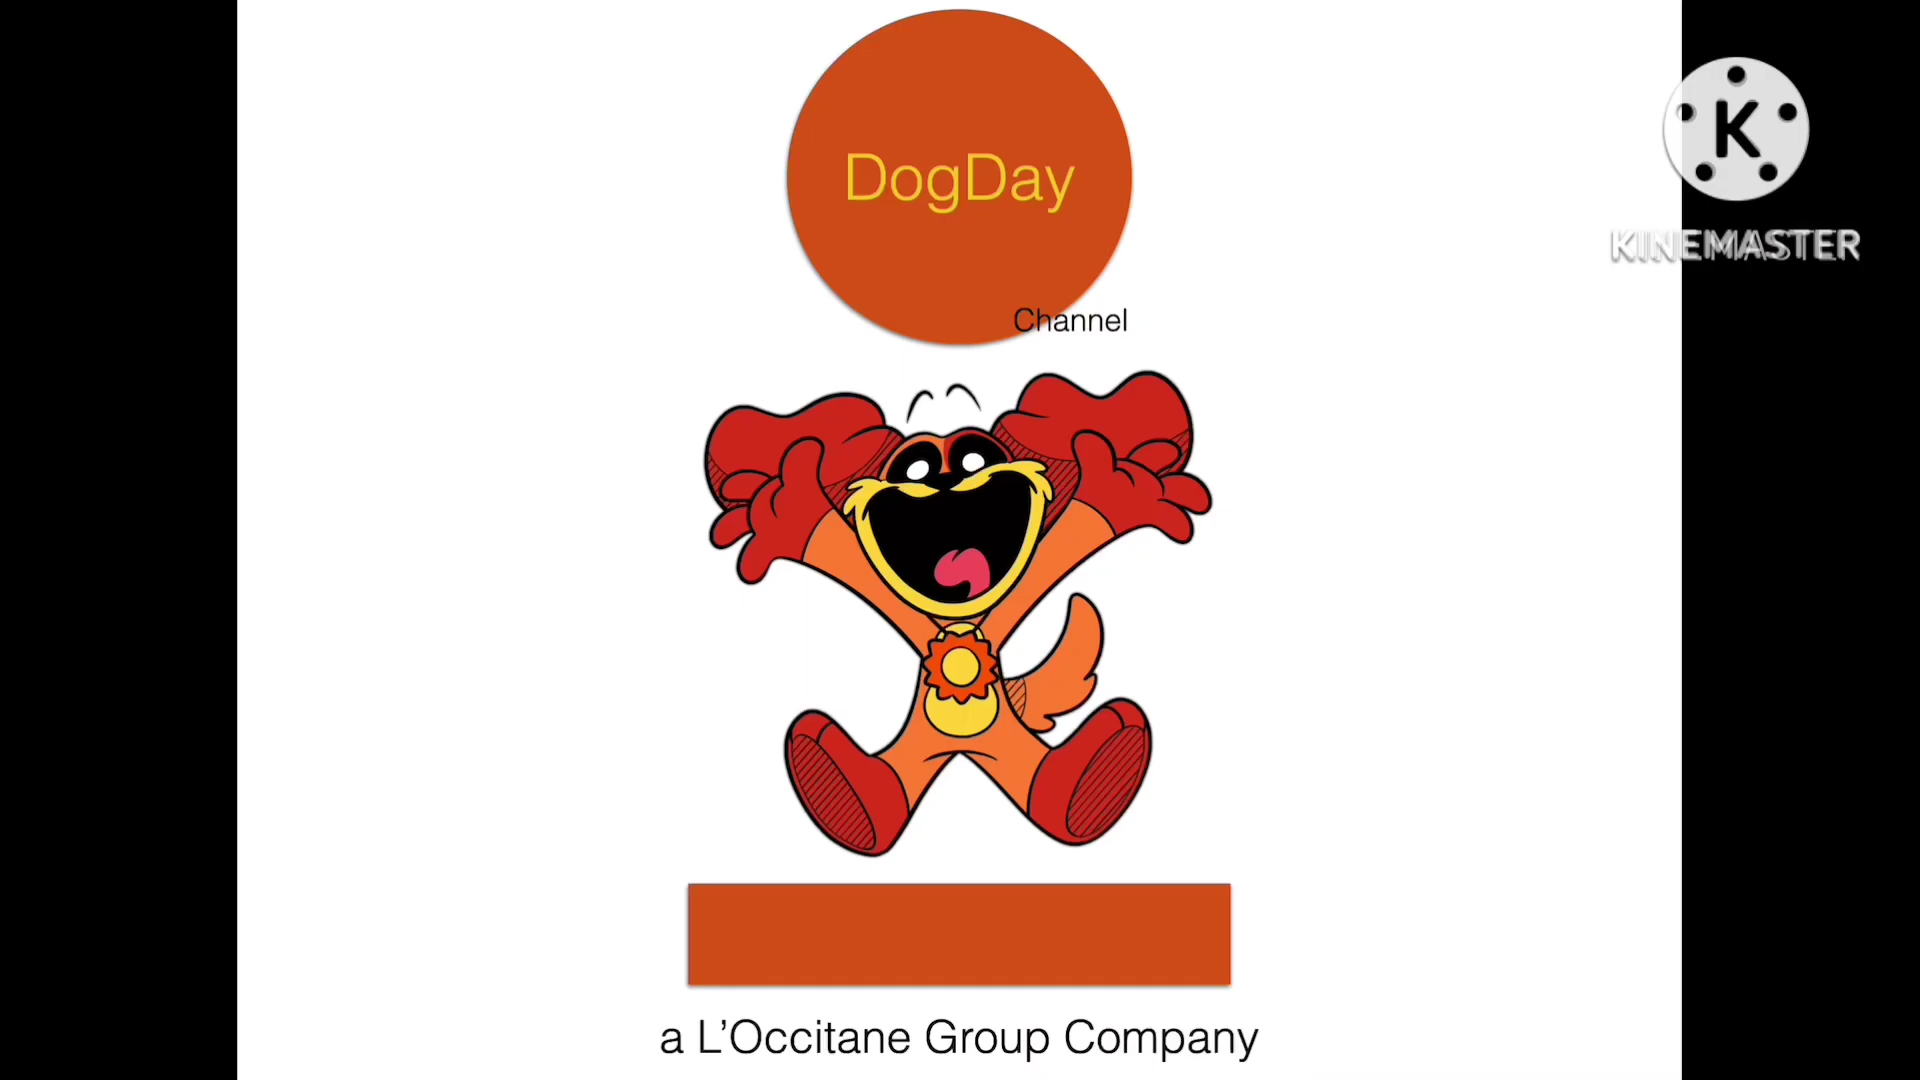 DogDay
Channel
K
KINEMASTER
a L’Occitane Group Company